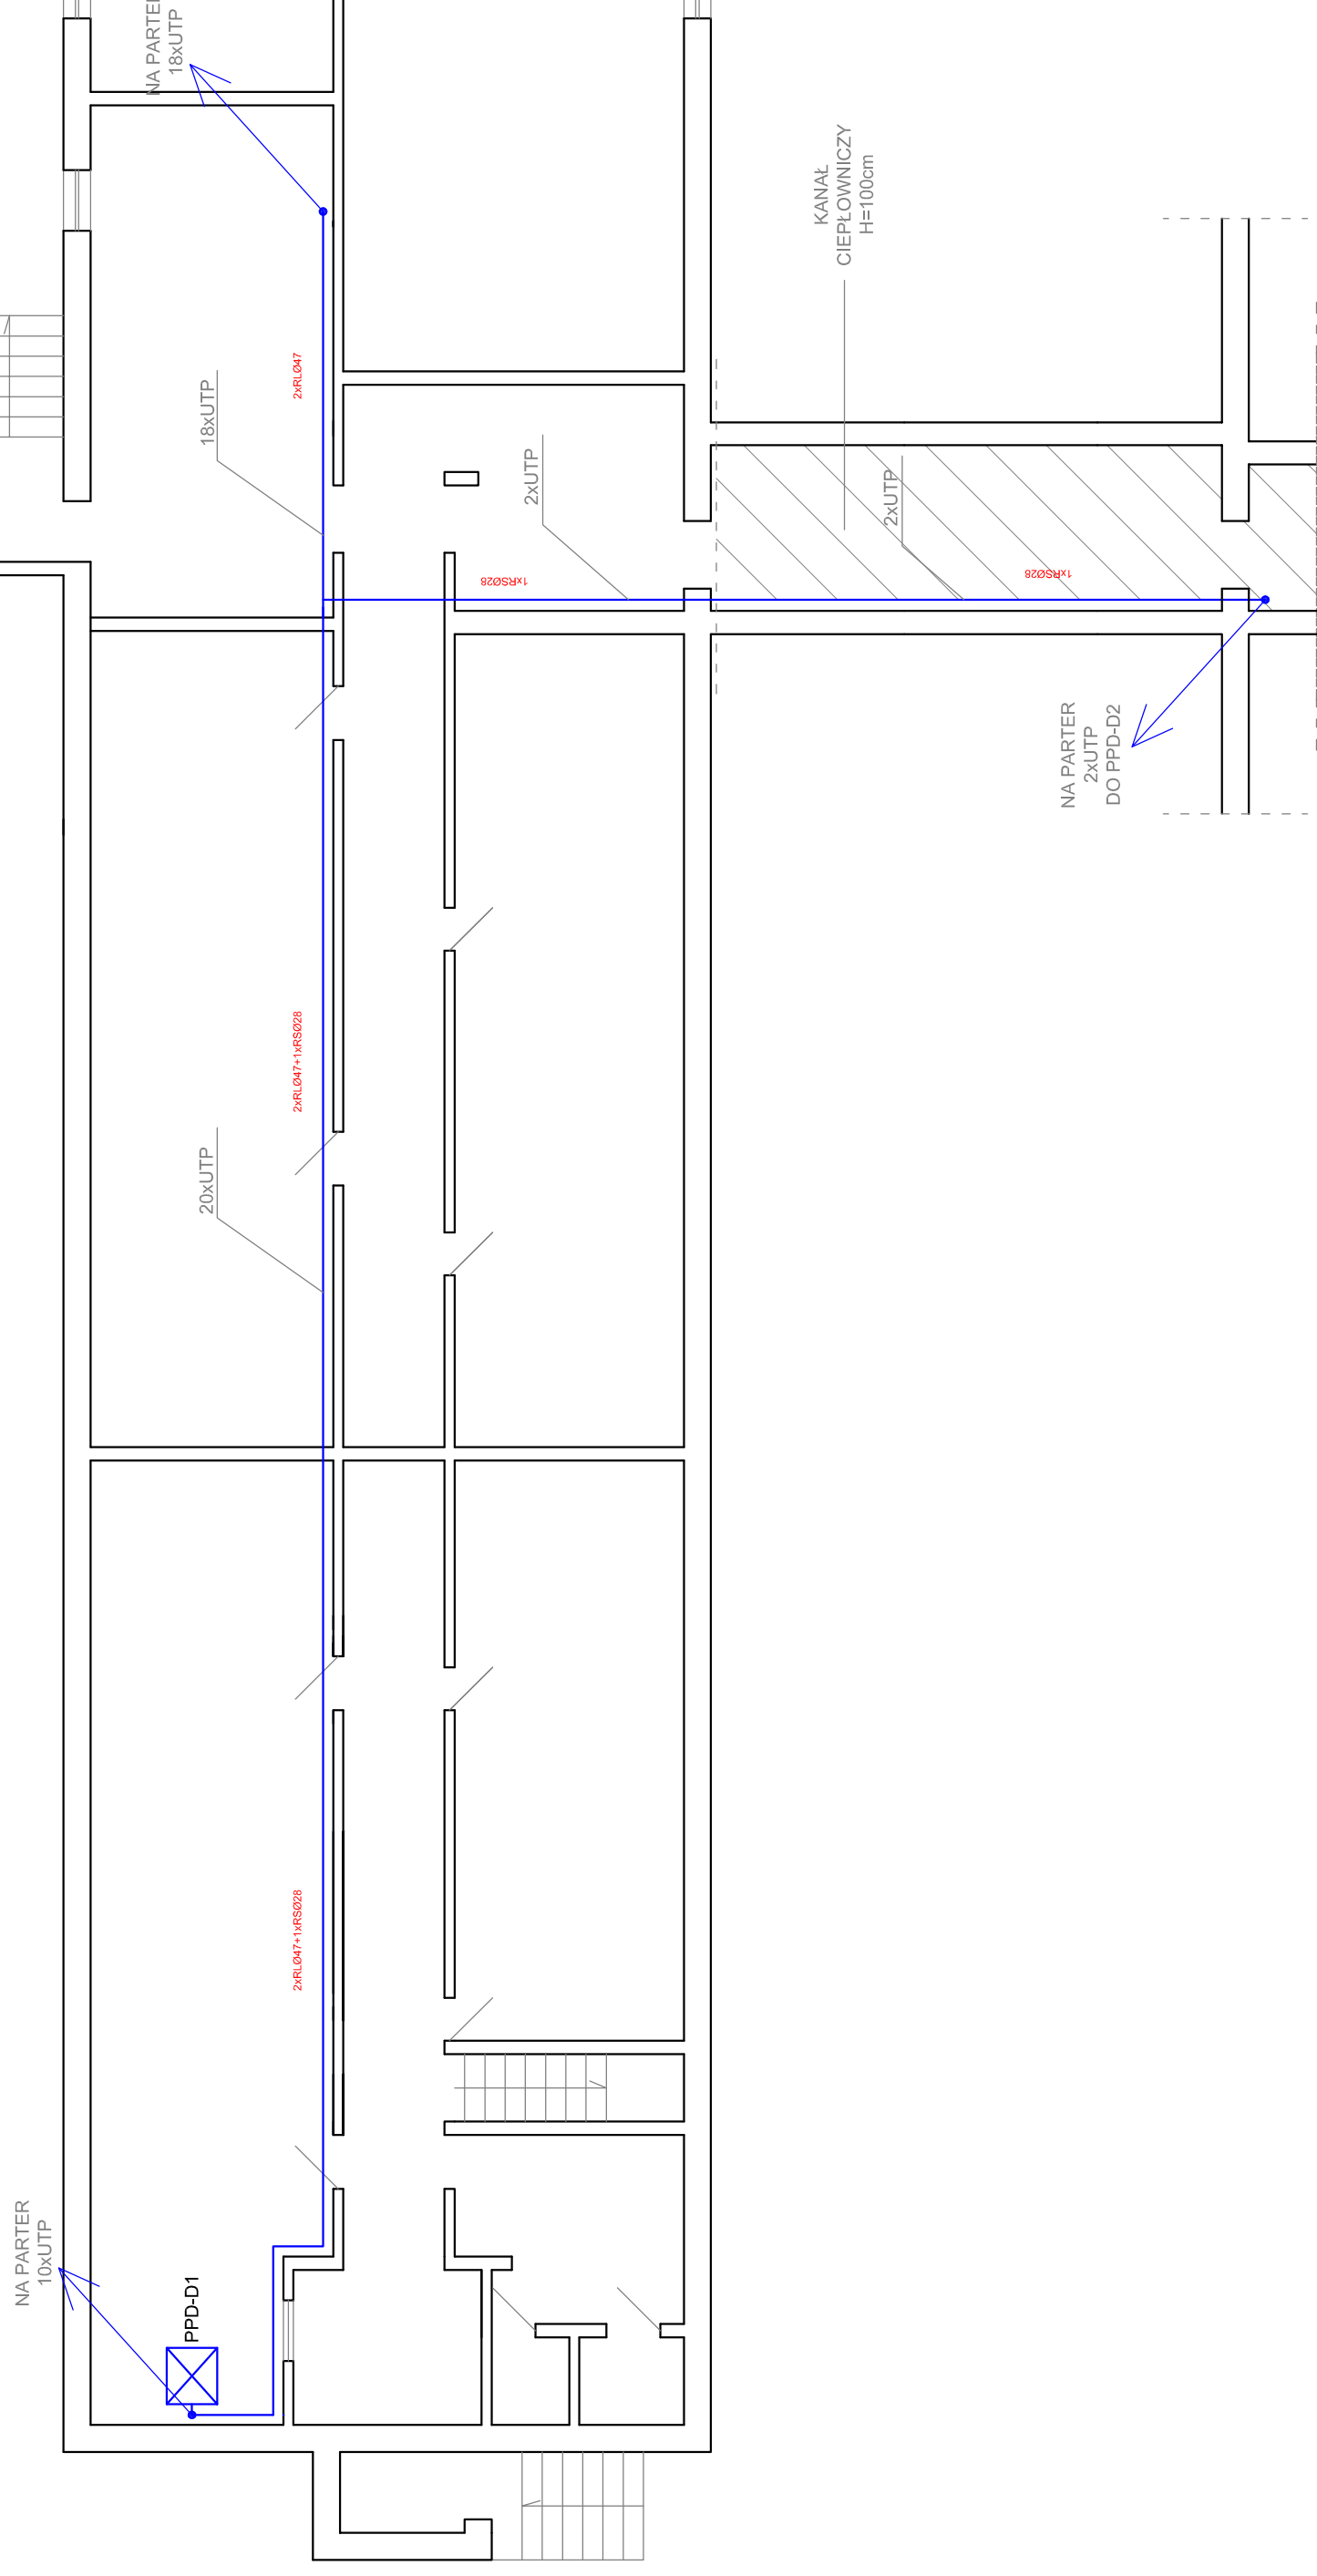 NA PARTER
18xUTP
KANAŁ
CIEPŁOWNICZY
H=100cm
2xRLØ47
18xUTP
2xUTP
2xUTP
1xRSØ28
1xRSØ28
NA PARTER
2xUTP
DO PPD-D2
2xRLØ47+1xRSØ28
20xUTP
2xRLØ47+1xRSØ28
NA PARTER
10xUTP
PPD-D1